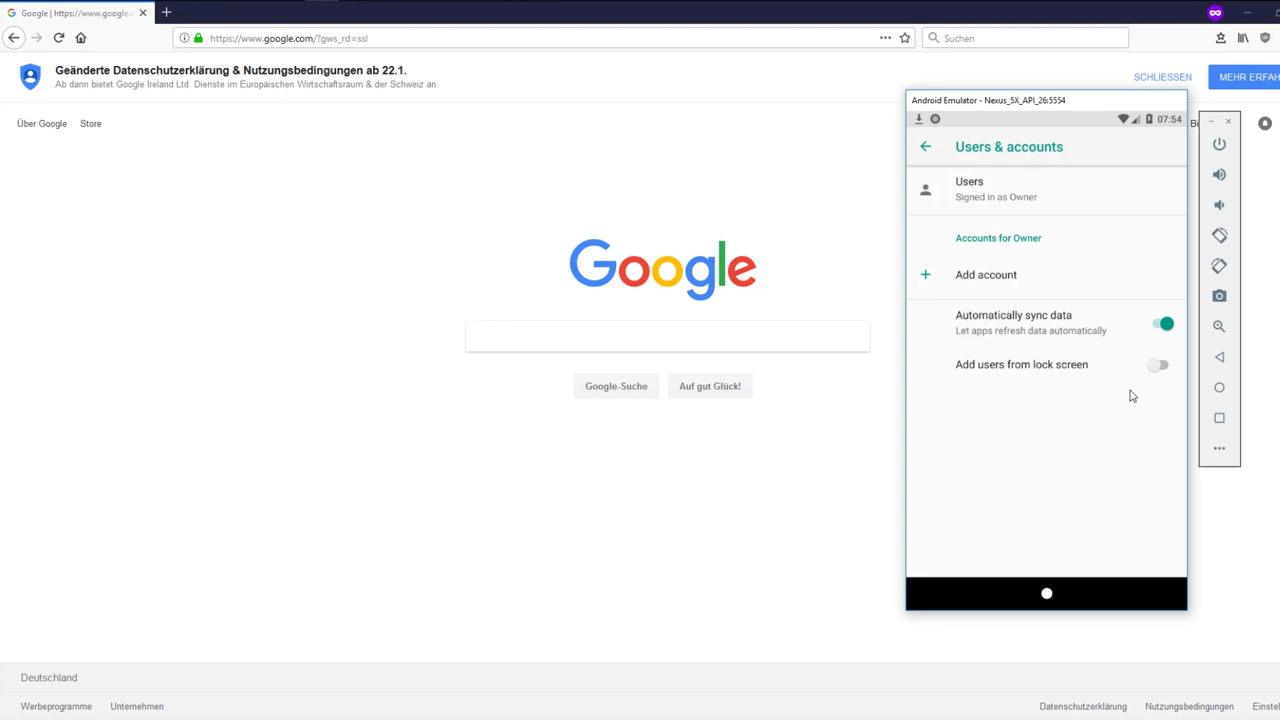 Google | https://www.google.
https://www.google.com/?gws_rd=ssl
Suchen
Geänderte Datenschutzerklärung & Nutzungsbedingungen ab 22.1.
Ab dann bietet Google Ireland Ltd. Dienste im Europäischen Wirtschaftsraum & der Schweiz an.
SCHLIESSEN
MEHR ERFAH
Über Google
Store
Bi
Google
Google-Suche
Auf gut Glück!
Android Emulator - Nexus_5X_API_26:5554
07:54
Users & accounts
Users
Signed in as Owner
Accounts for Owner
Add account
Automatically sync data
Let apps refresh data automatically
Add users from lock screen
Deutschland
Werbeprogramme
Unternehmen
Datenschutzerklärung
Nutzungsbedingungen
Einstel